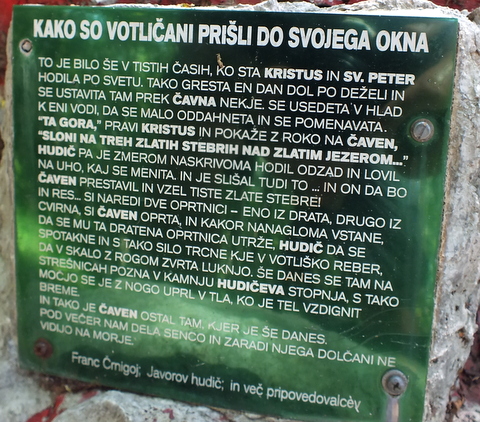 KAKO SO VOTLIČANI PRIŠLI DO SVOJEGA OKNA
TO JE BILO ŠE V TISTIH ČASIH, KO STA KRISTUS IN SV. PETER
HODILA PO SVETU. TAKO GRESTA EN DAN DOL PO DEŽELI IN
SE USTAVITA TAM PREK ČAVNA NEKJE. SE USEDETA V HLAD
K ENI VODI, DA SE MALO ODDAHNETA IN SE POMENAVATA.
"TA GORA," PRAVI KRISTUS IN POKAŽE Z ROKO NA ČAVEN,
"SLONI NA TREH ZLATIH STEBRIH NAD ZLATIM JEZEROM..."
HUDIČ PA JE ZMEROM NASKRIVOMA HODIL ODZAD IN LOVIL
NA UHO, KAJ SE MENITA. IN JE SLIŠAL TUDI TO ... IN ON DA BO
ČAVEN PRESTAVIL IN VZEL TISTE ZLATE STEBRE!
IN RES... SI NAREDI DVE OPRTNICI – ENO IZ DRATA, DRUGO IZ
CVIRNA, SI ČAVEN OPRTA, IN KAKOR NANAGLOMA VSTANE,
DA SE MU TA DRATENA OPRTNICA UTRŽE, HUDIČ DA SE
SPOTAKNE IN S TAKO SILO TRCNE KJE V VOTLIŠKO REBER,
DA V SKALO Z ROGOM ZVRTA LUKNJO. ŠE DANES SE TAM NA
STREŠNICAH POZNA V KAMNJU HUDIČEVA STOPNJA, S TAKO
MOČJO SE JE Z NOGO UPRL V TLA, KO JE TEL VZDIGNIT
BREME.
IN TAKO JE ČAVEN OSTAL TAM, KJER JE ŠE DANES.
POD VEČER NAM DELA SENCO IN ZARADI NJEGA DOLČANI NE
VIDIJO NA MORJE.
Franc Črnigoj; Javorov hudič; in več pripovedovalcev